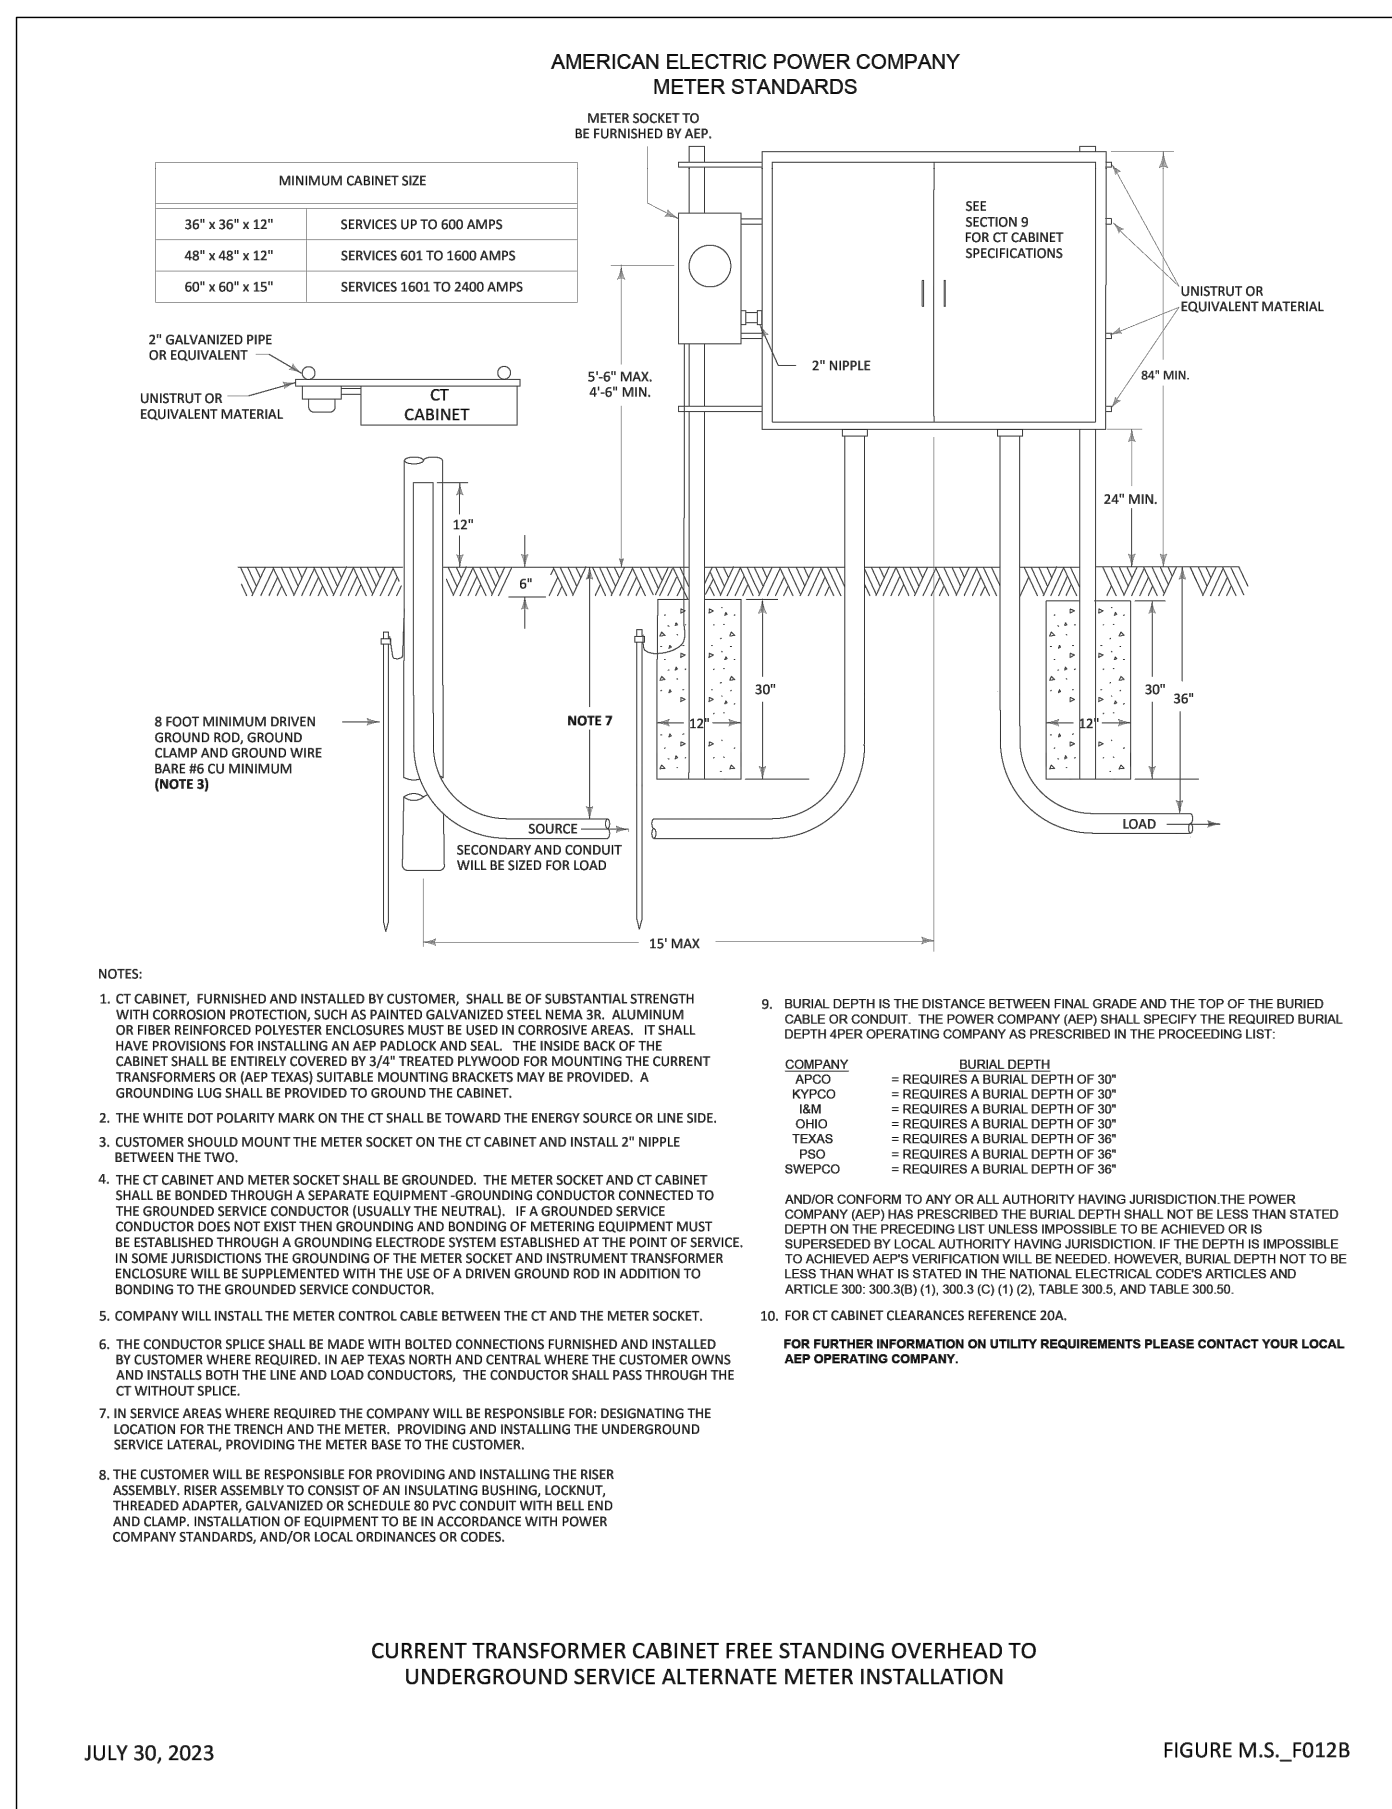 AMERICAN ELECTRIC POWER COMPANY
METER STANDARDS
METER SOCKET TO
BE FURNISHED BY AEP.
MINIMUM CABINET SIZE
36" x 36" x 12" SERVICES UP TO 600 AMPS
48" x 48" x 12" SERVICES 601 TO 1600 AMPS
60" x 60" x 15" SERVICES 1601 TO 2400 AMPS
SEE
SECTION 9
FOR CT CABINET
SPECIFICATIONS
UNISTRUT OR
EQUIVALENT MATERIAL
2" GALVANIZED PIPE
OR EQUIVALENT
UNISTRUT OR
EQUIVALENT MATERIAL
CT
CABINET
2" NIPPLE
5'-6" MAX.
4'-6" MIN.
84" MIN.
24" MIN.
12"
6"
30"
12"
30"
36"
12"
NOTE 7
8 FOOT MINIMUM DRIVEN
GROUND ROD, GROUND
CLAMP AND GROUND WIRE
BARE #6 CU MINIMUM
(NOTE 3)
SOURCE
LOAD
SECONDARY AND CONDUIT
WILL BE SIZED FOR LOAD
15' MAX
NOTES:
1. CT CABINET, FURNISHED AND INSTALLED BY CUSTOMER, SHALL BE OF SUBSTANTIAL STRENGTH
WITH CORROSION PROTECTION, SUCH AS PAINTED GALVANIZED STEEL NEMA 3R. ALUMINUM
OR FIBER REINFORCED POLYESTER ENCLOSURES MUST BE USED IN CORROSIVE AREAS. IT SHALL
HAVE PROVISIONS FOR INSTALLING AN AEP PADLOCK AND SEAL. THE INSIDE BACK OF THE
CABINET SHALL BE ENTIRELY COVERED BY 3/4" TREATED PLYWOOD FOR MOUNTING THE CURRENT
TRANSFORMERS OR (AEP TEXAS) SUITABLE MOUNTING BRACKETS MAY BE PROVIDED. A
GROUNDING LUG SHALL BE PROVIDED TO GROUND THE CABINET.
2. THE WHITE DOT POLARITY MARK ON THE CT SHALL BE TOWARD THE ENERGY SOURCE OR LINE SIDE.
3. CUSTOMER SHOULD MOUNT THE METER SOCKET ON THE CT CABINET AND INSTALL 2" NIPPLE
BETWEEN THE TWO.
4. THE CT CABINET AND METER SOCKET SHALL BE GROUNDED. THE METER SOCKET AND CT CABINET
SHALL BE BONDED THROUGH A SEPARATE EQUIPMENT -GROUNDING CONDUCTOR CONNECTED TO
THE GROUNDED SERVICE CONDUCTOR (USUALLY THE NEUTRAL). IF A GROUNDED SERVICE
CONDUCTOR DOES NOT EXIST THEN GROUNDING AND BONDING OF METERING EQUIPMENT MUST
BE ESTABLISHED THROUGH A GROUNDING ELECTRODE SYSTEM ESTABLISHED AT THE POINT OF SERVICE.
IN SOME JURISDICTIONS THE GROUNDING OF THE METER SOCKET AND INSTRUMENT TRANSFORMER
ENCLOSURE WILL BE SUPPLEMENTED WITH THE USE OF A DRIVEN GROUND ROD IN ADDITION TO
BONDING TO THE GROUNDED SERVICE CONDUCTOR.
5. COMPANY WILL INSTALL THE METER CONTROL CABLE BETWEEN THE CT AND THE METER SOCKET.
6. THE CONDUCTOR SPLICE SHALL BE MADE WITH BOLTED CONNECTIONS FURNISHED AND INSTALLED
BY CUSTOMER WHERE REQUIRED. IN AEP TEXAS NORTH AND CENTRAL WHERE THE CUSTOMER OWNS
AND INSTALLS BOTH THE LINE AND LOAD CONDUCTORS, THE CONDUCTOR SHALL PASS THROUGH THE
CT WITHOUT SPLICE.
7. IN SERVICE AREAS WHERE REQUIRED THE COMPANY WILL BE RESPONSIBLE FOR: DESIGNATING THE
LOCATION FOR THE TRENCH AND THE METER. PROVIDING AND INSTALLING THE UNDERGROUND
SERVICE LATERAL, PROVIDING THE METER BASE TO THE CUSTOMER.
8. THE CUSTOMER WILL BE RESPONSIBLE FOR PROVIDING AND INSTALLING THE RISER
ASSEMBLY. RISER ASSEMBLY TO CONSIST OF AN INSULATING BUSHING, LOCKNUT,
THREADED ADAPTER, GALVANIZED OR SCHEDULE 80 PVC CONDUIT WITH BELL END
AND CLAMP. INSTALLATION OF EQUIPMENT TO BE IN ACCORDANCE WITH POWER
COMPANY STANDARDS, AND/OR LOCAL ORDINANCES OR CODES.
9. BURIAL DEPTH IS THE DISTANCE BETWEEN FINAL GRADE AND THE TOP OF THE BURIED
CABLE OR CONDUIT. THE POWER COMPANY (AEP) SHALL SPECIFY THE REQUIRED BURIAL
DEPTH 4PER OPERATING COMPANY AS PRESCRIBED IN THE PROCEEDING LIST:
COMPANY BURIAL DEPTH
APCO = REQUIRES A BURIAL DEPTH OF 30"
KYPCO = REQUIRES A BURIAL DEPTH OF 30"
I&M = REQUIRES A BURIAL DEPTH OF 30"
OHIO = REQUIRES A BURIAL DEPTH OF 30"
TEXAS = REQUIRES A BURIAL DEPTH OF 36"
PSO = REQUIRES A BURIAL DEPTH OF 36"
SWEPCO = REQUIRES A BURIAL DEPTH OF 36"
AND/OR CONFORM TO ANY OR ALL AUTHORITY HAVING JURISDICTION.THE POWER
COMPANY (AEP) HAS PRESCRIBED THE BURIAL DEPTH SHALL NOT BE LESS THAN STATED
DEPTH ON THE PRECEDING LIST UNLESS IMPOSSIBLE TO BE ACHIEVED OR IS
SUPERSEDED BY LOCAL AUTHORITY HAVING JURISDICTION. IF THE DEPTH IS IMPOSSIBLE
TO ACHIEVED AEP'S VERIFICATION WILL BE NEEDED. HOWEVER, BURIAL DEPTH NOT TO BE
LESS THAN WHAT IS STATED IN THE NATIONAL ELECTRICAL CODE'S ARTICLES AND
ARTICLE 300: 300.3(B) (1), 300.3 (C) (1) (2), TABLE 300.5, AND TABLE 300.50.
10. FOR CT CABINET CLEARANCES REFERENCE 20A.
FOR FURTHER INFORMATION ON UTILITY REQUIREMENTS PLEASE CONTACT YOUR LOCAL
AEP OPERATING COMPANY.
CURRENT TRANSFORMER CABINET FREE STANDING OVERHEAD TO
UNDERGROUND SERVICE ALTERNATE METER INSTALLATION
JULY 30, 2023
FIGURE M.S._F012B